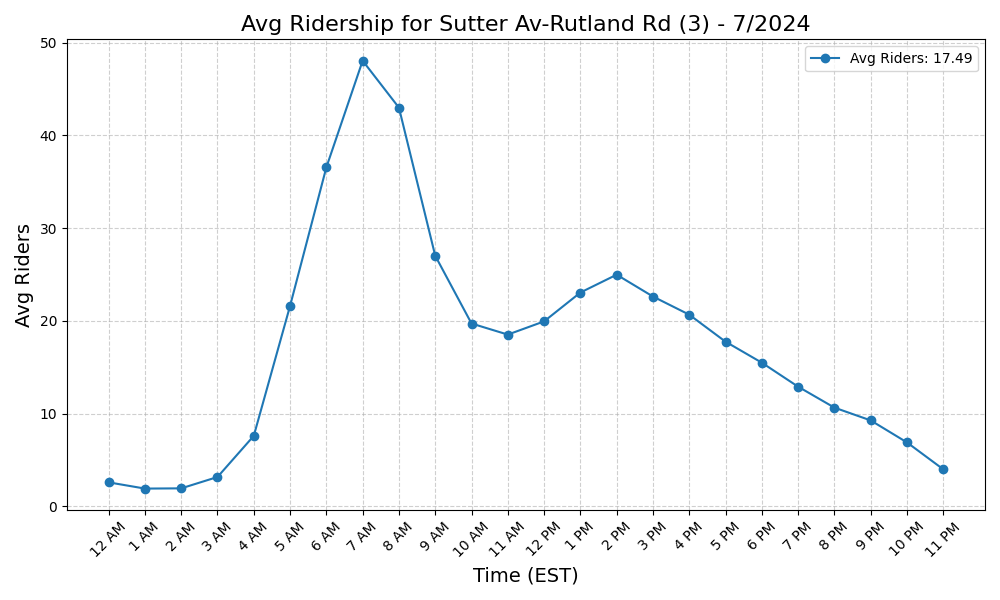 Avg Ridership for Sutter Av-Rutland Rd (3) - 7/2024
Avg Riders: 17.49
50
40
30
20
10
0
Avg Riders
12 AM
1 AM
2 AM
3 AM
4 AM
5 AM
6 AM
7 AM
8 AM
9 AM
10 AM
11 AM
12 PM
1 PM
2 PM
3 PM
4 PM
5 PM
6 PM
7 PM
8 PM
9 PM
10 PM
11 PM
Time (EST)